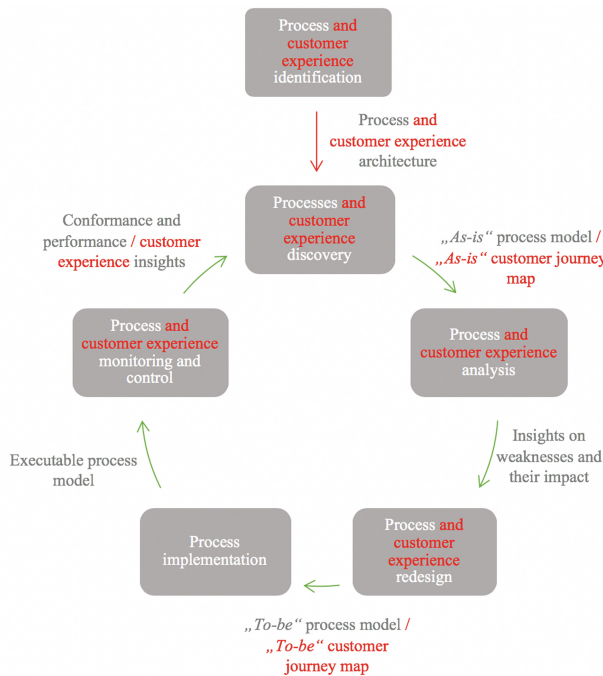 Process and
customer
experience
identification
Process and
customer experience
architecture
Processes and
customer
experience
discovery
„As-is“ process model /
„As-is“ customer journey
map
Process and
customer experience
analysis
Insights on
weaknesses and
their impact
Process and
customer
experience
redesign
„To-be“ process model /
„To-be“ customer
journey map
Process
implementation
Executable process
model
Process and
customer experience
monitoring and
control
Conformance and
performance / customer
experience insights